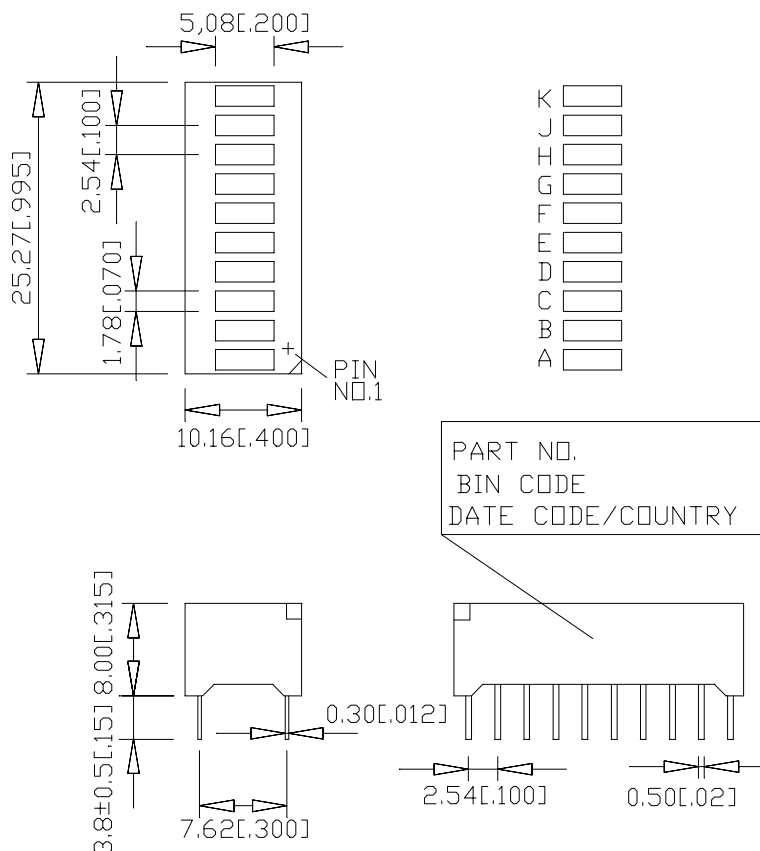 5,08[.200]
25.27[.995]
2.54[.100]
1.78[.070]
PIN
NO.1
10.16[.400]
K
J
H
G
F
E
D
C
B
A
PART NO.
BIN CODE
DATE CODE/COUNTRY
8.00[.315]
3.8±0.5[.15]
0.30[.012]
7.62[.300]
2.54[.100]
0.50[.02]